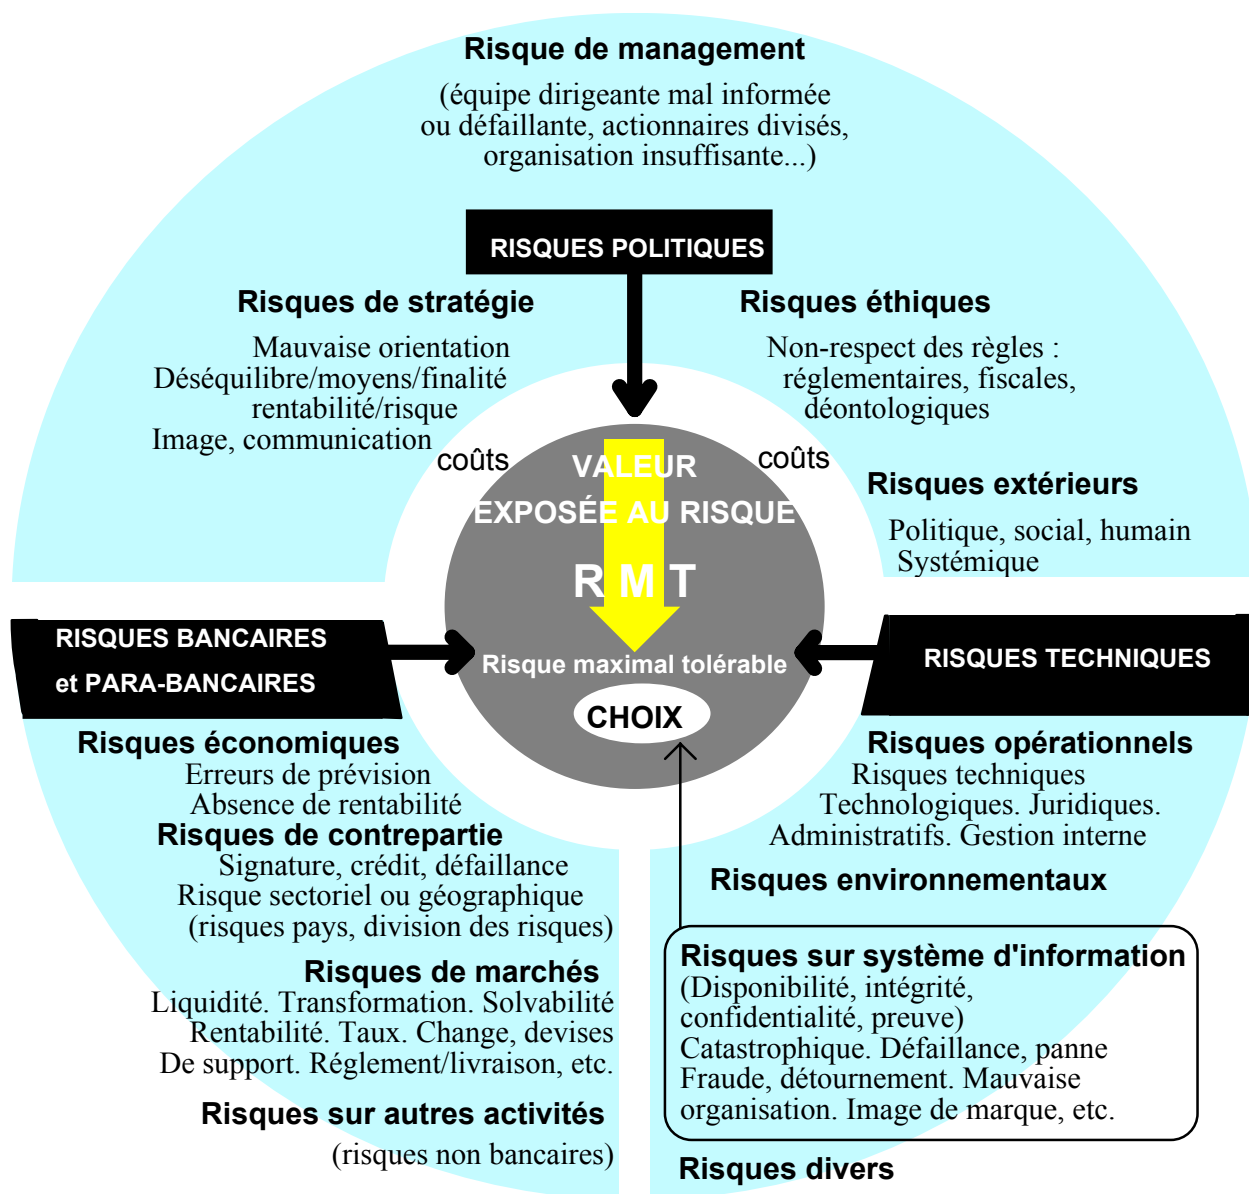 Risque de management
(équipe dirigeante mal informée
ou défaillante, actionnaires divisés,
organisation insuffisante...)
RISQUES POLITIQUES
Risques de stratégie
Mauvaise orientation
Déséquilibre/moyens/finalité
rentabilité/risque
Image, communication
Risques éthiques
Non-respect des règles :
réglementaires, fiscales,
déontologiques
Risques extérieurs
Politique, social, humain
Systémique
coûts
coûts
VALEUR
EXPOSÉE AU RISQUE
R M T
Risque maximal tolérable
CHOIX
RISQUES BANCAIRES
et PARA-BANCAIRES
Risques économiques
Erreurs de prévision
Absence de rentabilité
Risques de contrepartie
Signature, crédit, défaillance
Risque sectoriel ou géographique
(risques pays, division des risques)
Risques de marchés
Liquidité. Transformation. Solvabilité
Rentabilité. Taux. Change, devises
De support. Réglement/livraison, etc.
Risques sur autres activités
(risques non bancaires)
RISQUES TECHNIQUES
Risques opérationnels
Risques techniques
Technologiques. Juridiques.
Administratifs. Gestion interne
Risques environnementaux
Risques sur système d'information
(Disponibilité, intégrité,
confidentialité, preuve)
Catastrophique. Défaillance, panne
Fraude, détournement. Mauvaise
organisation. Image de marque, etc.
Risques divers